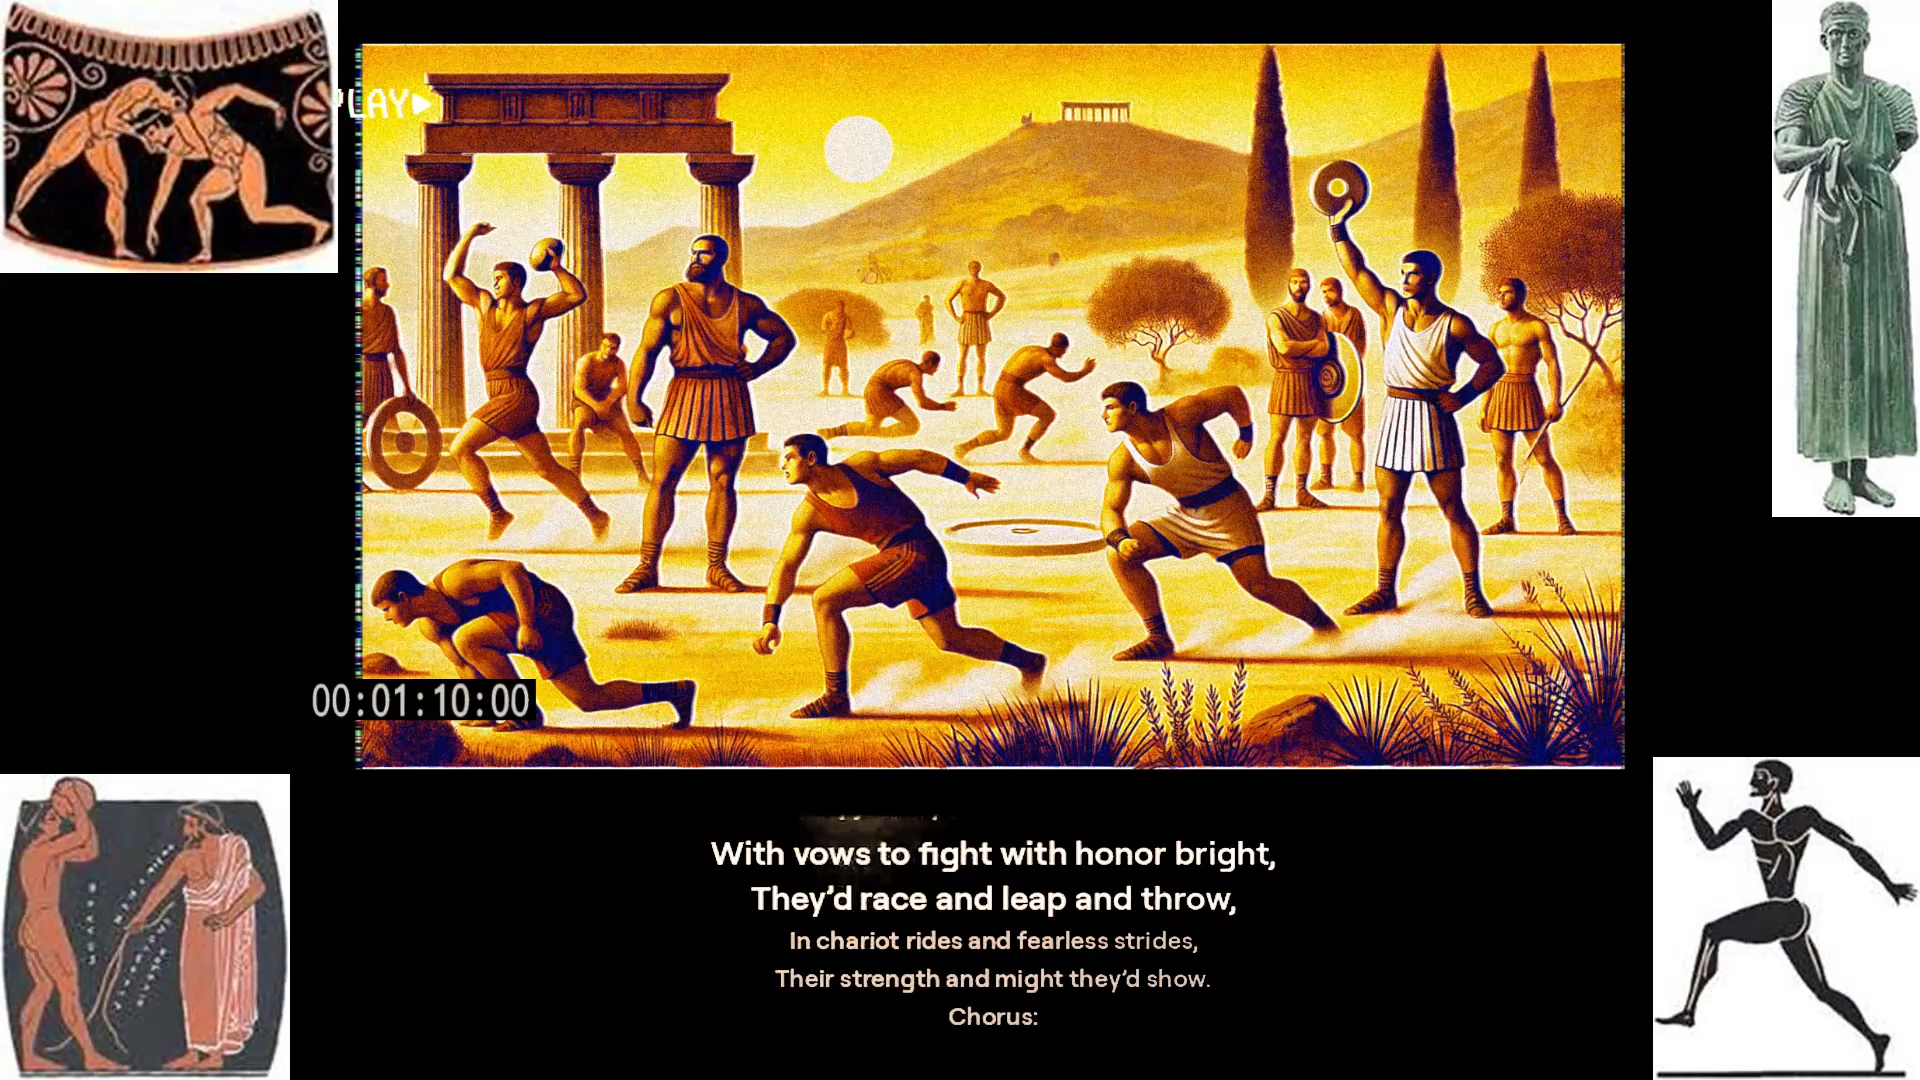 PLAY▶
00:01:10:00
With vows to fight with honor bright,
They'd race and leap and throw,
In chariot rides and fearless strides,
Their strength and might they'd show.
Chorus: